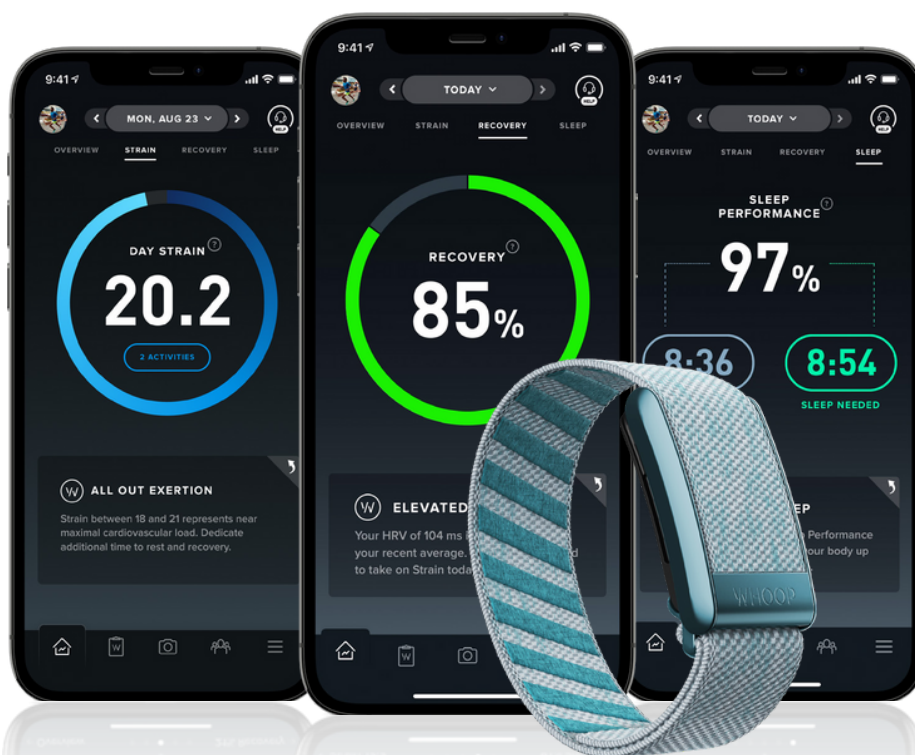 9:41
MON, AUG 23
HELP
OVERVIEW STRAIN RECOVERY SLEEP
DAY STRAIN ?
20.2
2 ACTIVITIES
W ALL OUT EXERTION
Strain between 18 and 21 represents near
maximal cardiovascular load. Dedicate
additional time to rest and recovery.
W
9:41
TODAY
HELP
OVERVIEW STRAIN RECOVERY SLEEP
RECOVERY ?
85%
W ELEVATED
Your HRV of 104 ms
your recent average.
to take on Strain
W
9:41
TODAY
HELP
OVERVIEW STRAIN RECOVERY SLEEP
SLEEP
PERFORMANCE ?
97%
8:36 8:54
SLEEP NEEDED
Performance
your body up
WHOOP